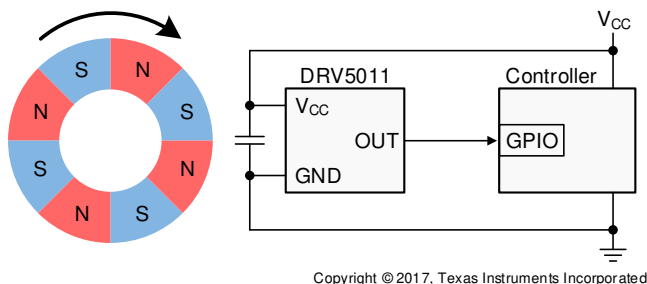 S
N
S
N
S
N
S
N
VCC
DRV5011
Controller
VCC
OUT
GPIO
GND
Copyright © 2017, Texas Instruments Incorporated